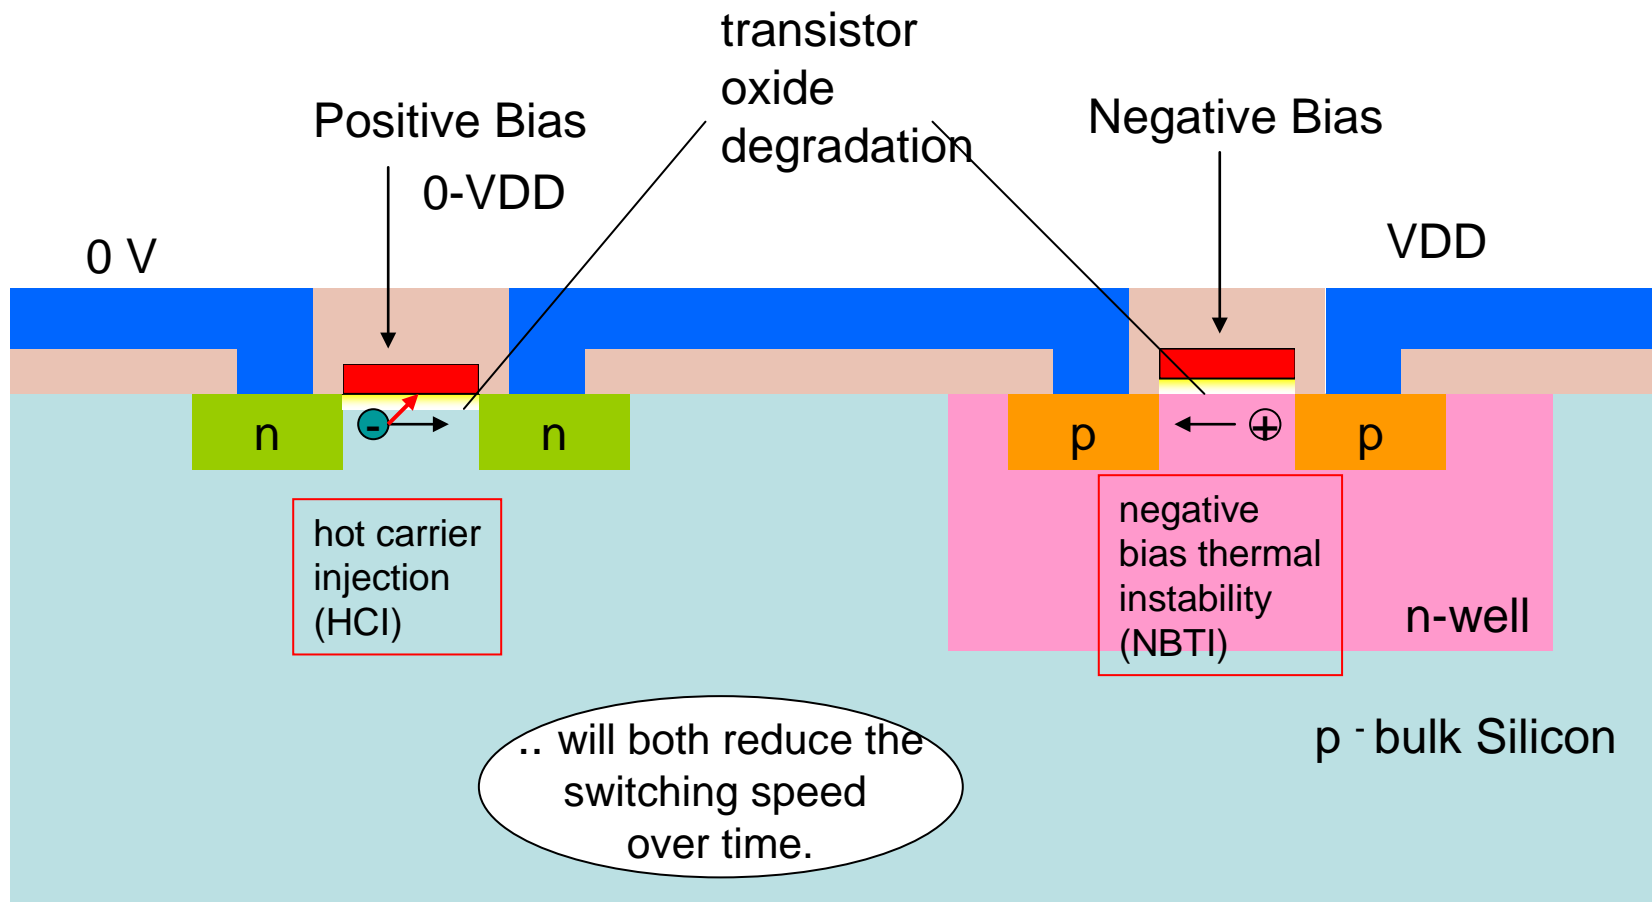 transistor
oxide
degradation
Positive Bias
0-VDD
Negative Bias
0 V
VDD
n
n
p
p
-
+
hot carrier
injection
(HCI)
negative
bias thermal
instability
(NBTI)
n-well
p - bulk Silicon
.. will both reduce the
switching speed
over time.